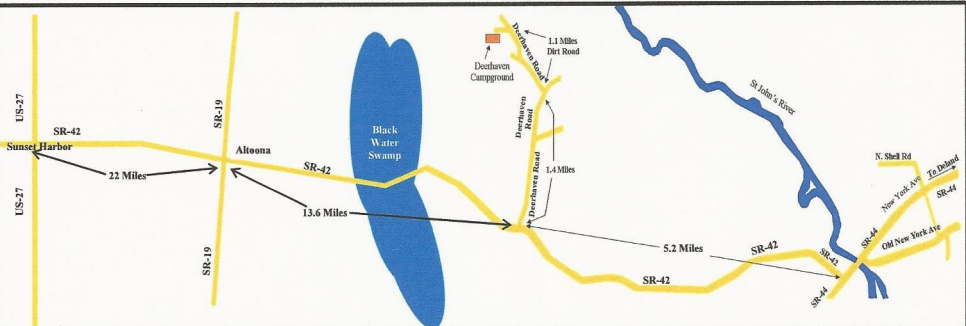 US-27
SR-42
Sunset Harbor
US-27
22 Miles
SR-19
Altoona
SR-42
SR-19
13.6 Miles
Black
Water
Swamp
Deerhaven
Campground
Deerhaven Road
1.1 Miles
Dirt Road
Deerhaven
Road
Deerhaven Road
1.4 Miles
5.2 Miles
SR-42
SR-42
SR-42
SR-44
SR-44
St John's River
N. Shell Rd
New York Ave
To Deland
SR-44
Old New York Ave